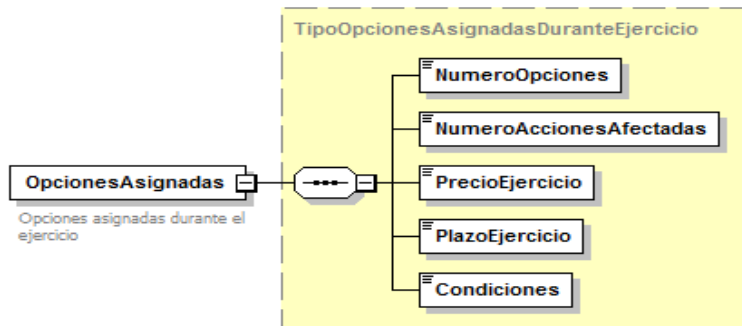 TipoOpcionesAsignadasDuranteEjercicio
NumeroOpciones
NumeroAccionesAfectadas
OpcionesAsignadas
PrecioEjercicio
Opciones asignadas durante el
ejercicio
PlazoEjercicio
Condiciones